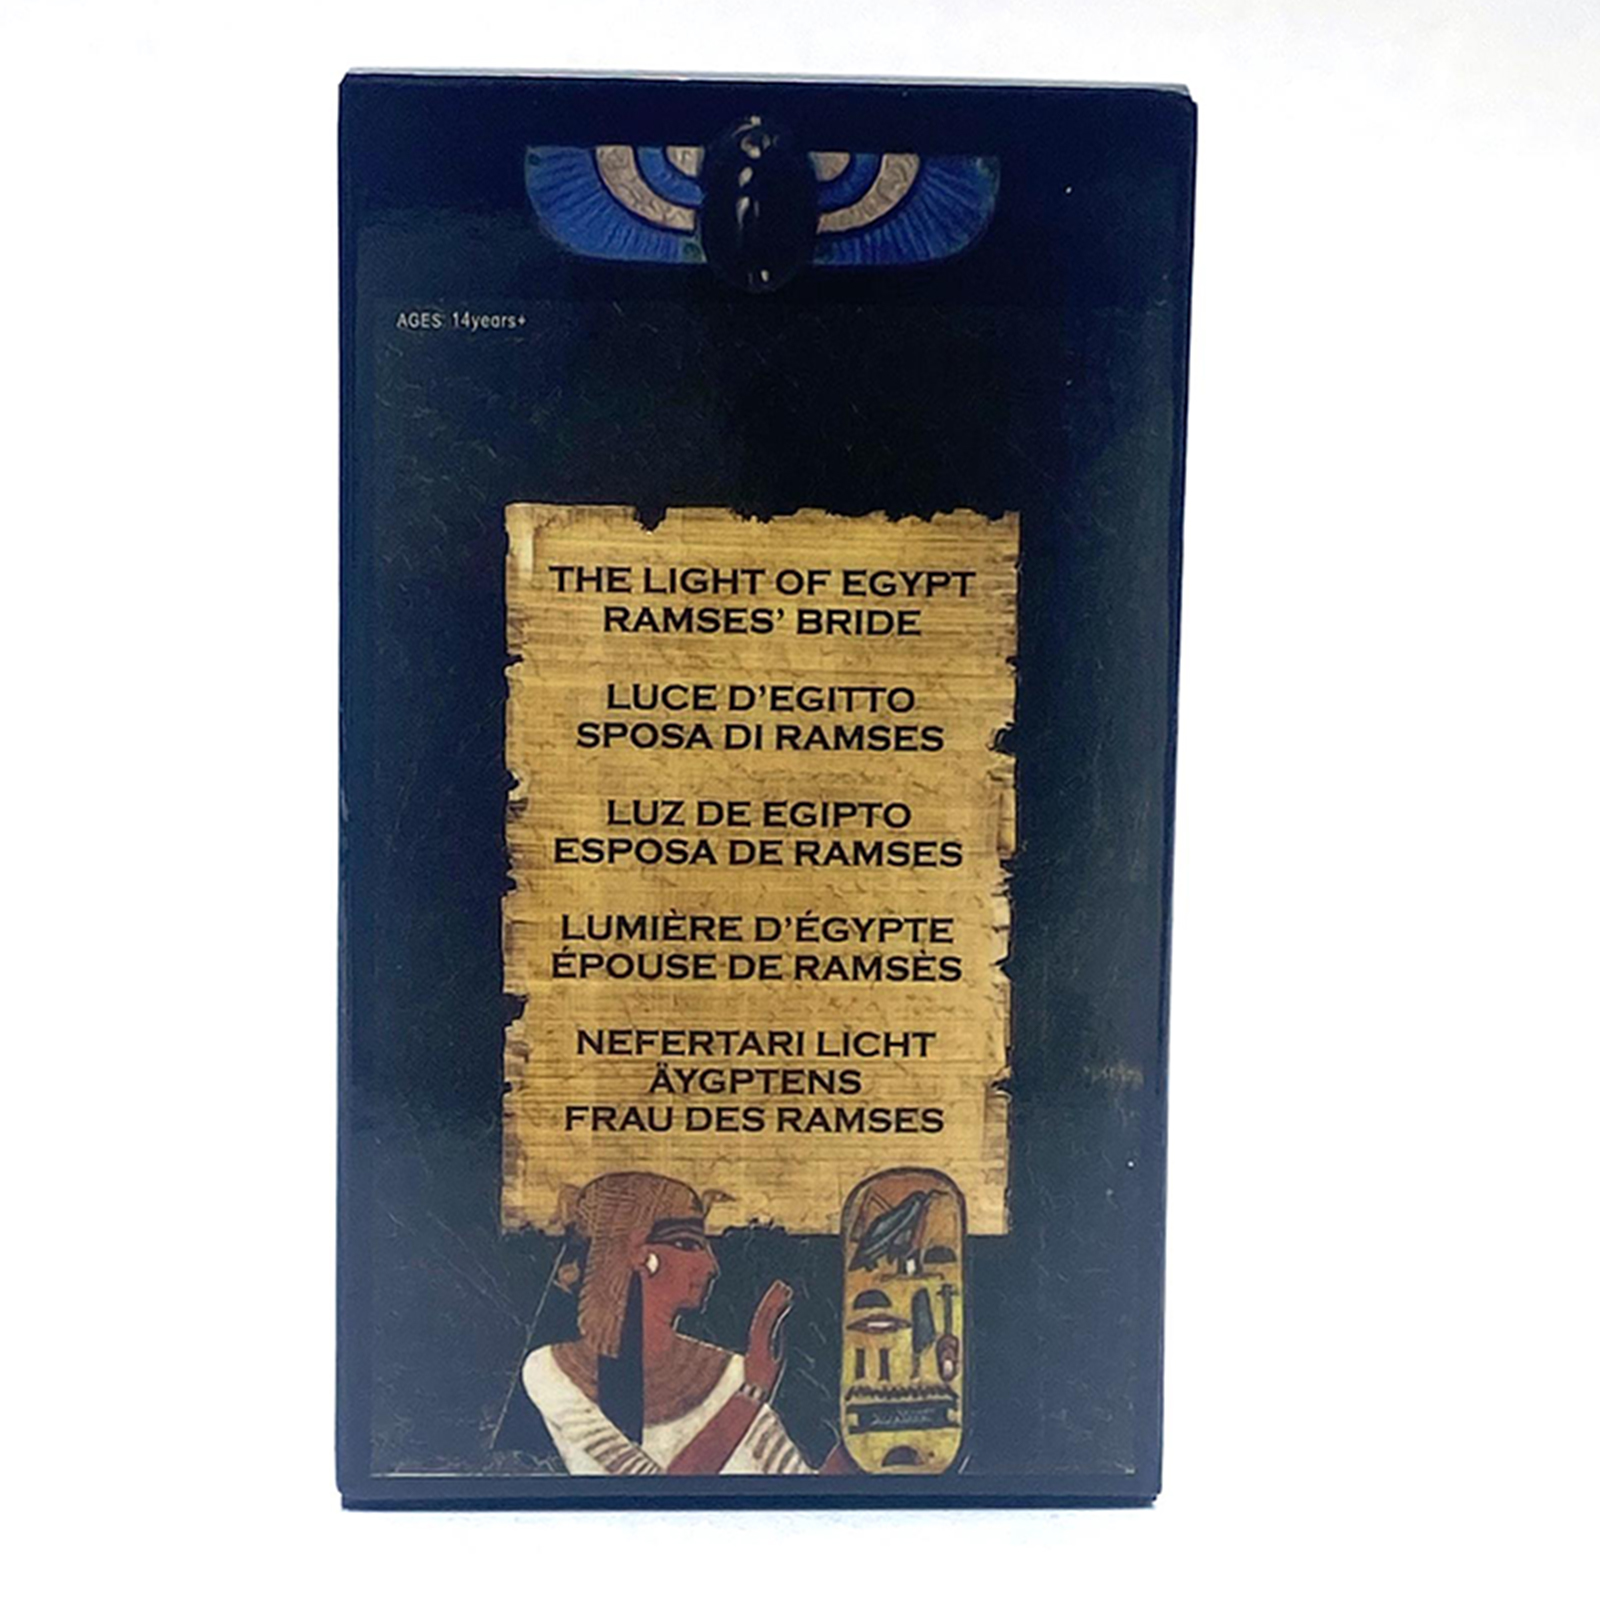 AGES 14years+
THE LIGHT OF EGYPT
RAMSES’ BRIDE
LUCE D’EGITTO
SPOSA DI RAMSES
LUZ DE EGIPTO
ESPOSA DE RAMSES
LUMIÈRE D’ÉGYPTE
ÉPOUSE DE RAMSÈS
NEFERTARI LICHT
ÄYGPTENS
FRAU DES RAMSES